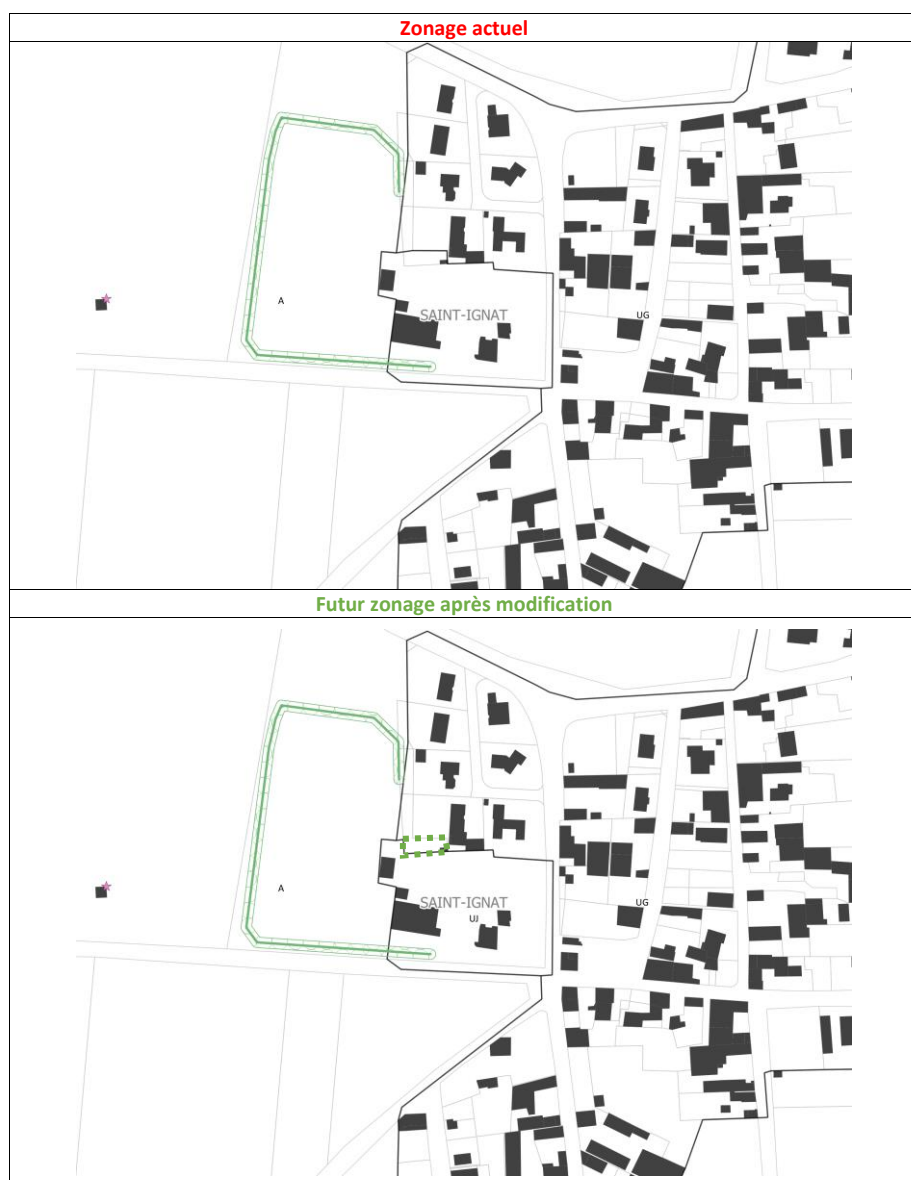 Zonage actuel
A
SAINT-IGNAT
UG
Futur zonage après modification
A
SAINT-IGNAT
UJ
UG